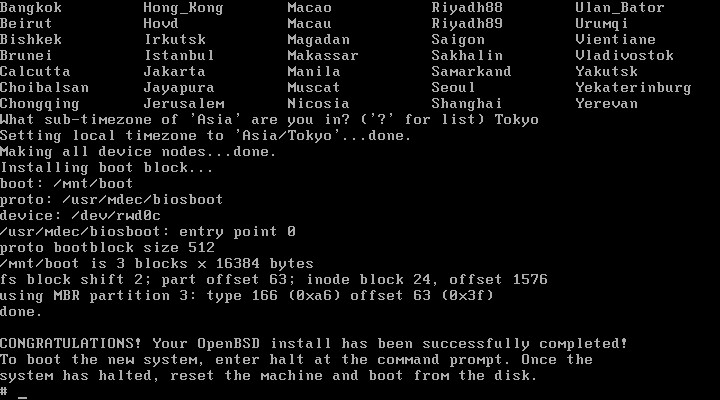 Bangkok Hong_Kong Macao Riyadh88 Ulan_Bator
Beirut Hovd Macau Riyadh89 Urumqi
Bishkek Irkutsk Magadan Saigon Vientiane
Brunei Istanbul Makassar Sakhalin Vladivostok
Calcutta Jakarta Manila Samarkand Yakutsk
Choibalsan Jayapura Muscat Seoul Yekaterinburg
Chongqing Jerusalem Nicosia Shanghai Yerevan
What sub-timezone of 'Asia' are you in? ('?' for list) Tokyo
Setting local timezone to 'Asia/Tokyo'...done.
Making all device nodes...done.
Installing boot block...
boot: /mnt/boot
proto: /usr/mdec/biosboot
device: /dev/rwd0c
/usr/mdec/biosboot: entry point 0
proto bootblock size 512
/mnt/boot is 3 blocks x 16384 bytes
fs block shift 2; part offset 63; inode block 24, offset 1576
using MBR partition 3: type 166 (0xa6) offset 63 (0x3f)
done.
CONGRATULATIONS! Your OpenBSD install has been successfully completed!
To boot the new system, enter halt at the command prompt. Once the
system has halted, reset the machine and boot from the disk.
# _